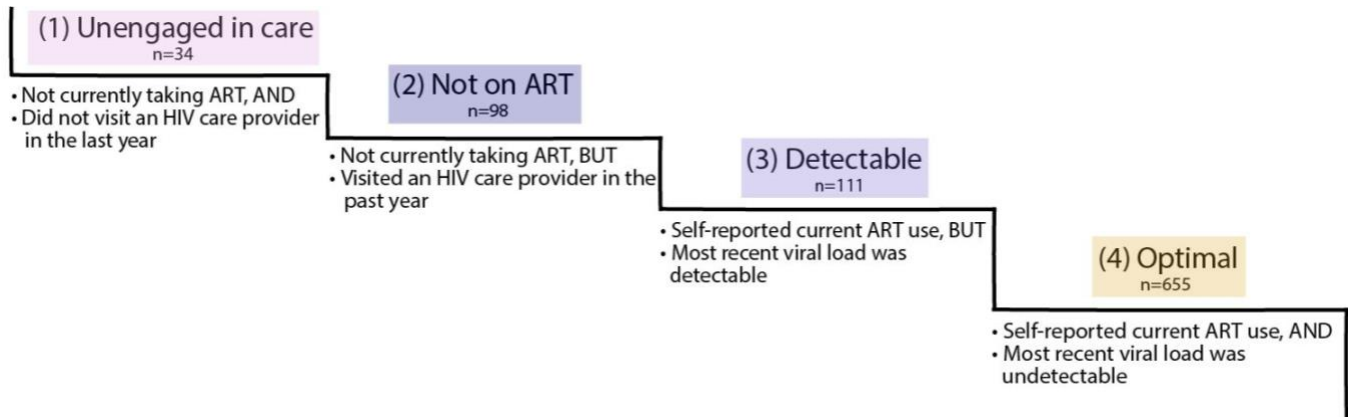 (1) Unengaged in care
n=34
• Not currently taking ART, AND
• Did not visit an HIV care provider
in the last year
(2) Not on ART
n=98
• Not currently taking ART, BUT
• Visited an HIV care provider in the
past year
(3) Detectable
n=111
• Self-reported current ART use, BUT
• Most recent viral load was
detectable
(4) Optimal
n=655
• Self-reported current ART use, AND
• Most recent viral load was
undetectable